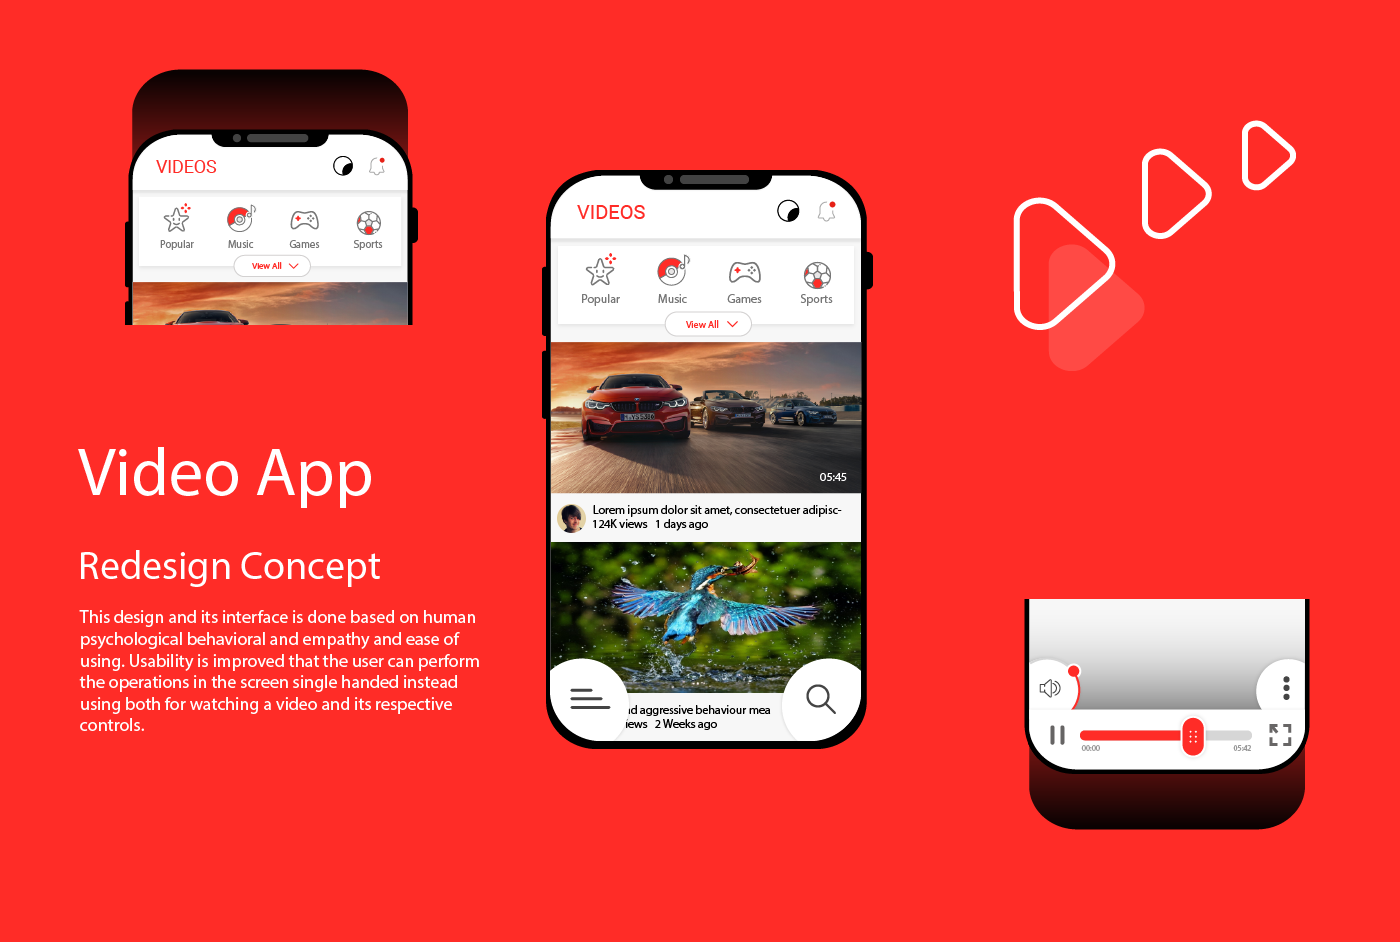 VIDEOS
Popular Music Games Sports
View All
Video App
Redesign Concept
This design and its interface is done based on human
psychological behavioral and empathy and ease of
using. Usability is improved that the user can perform
the operations in the screen single handed instead
using both for watching a video and its respective
controls.
VIDEOS
Popular Music Games Sports
View All
05:45
Lorem ipsum dolor sit amet, consectetuer adipisc-
124K views 1 days ago
nd aggressive behaviour mea
iews 2 Weeks ago
00:00 05:42